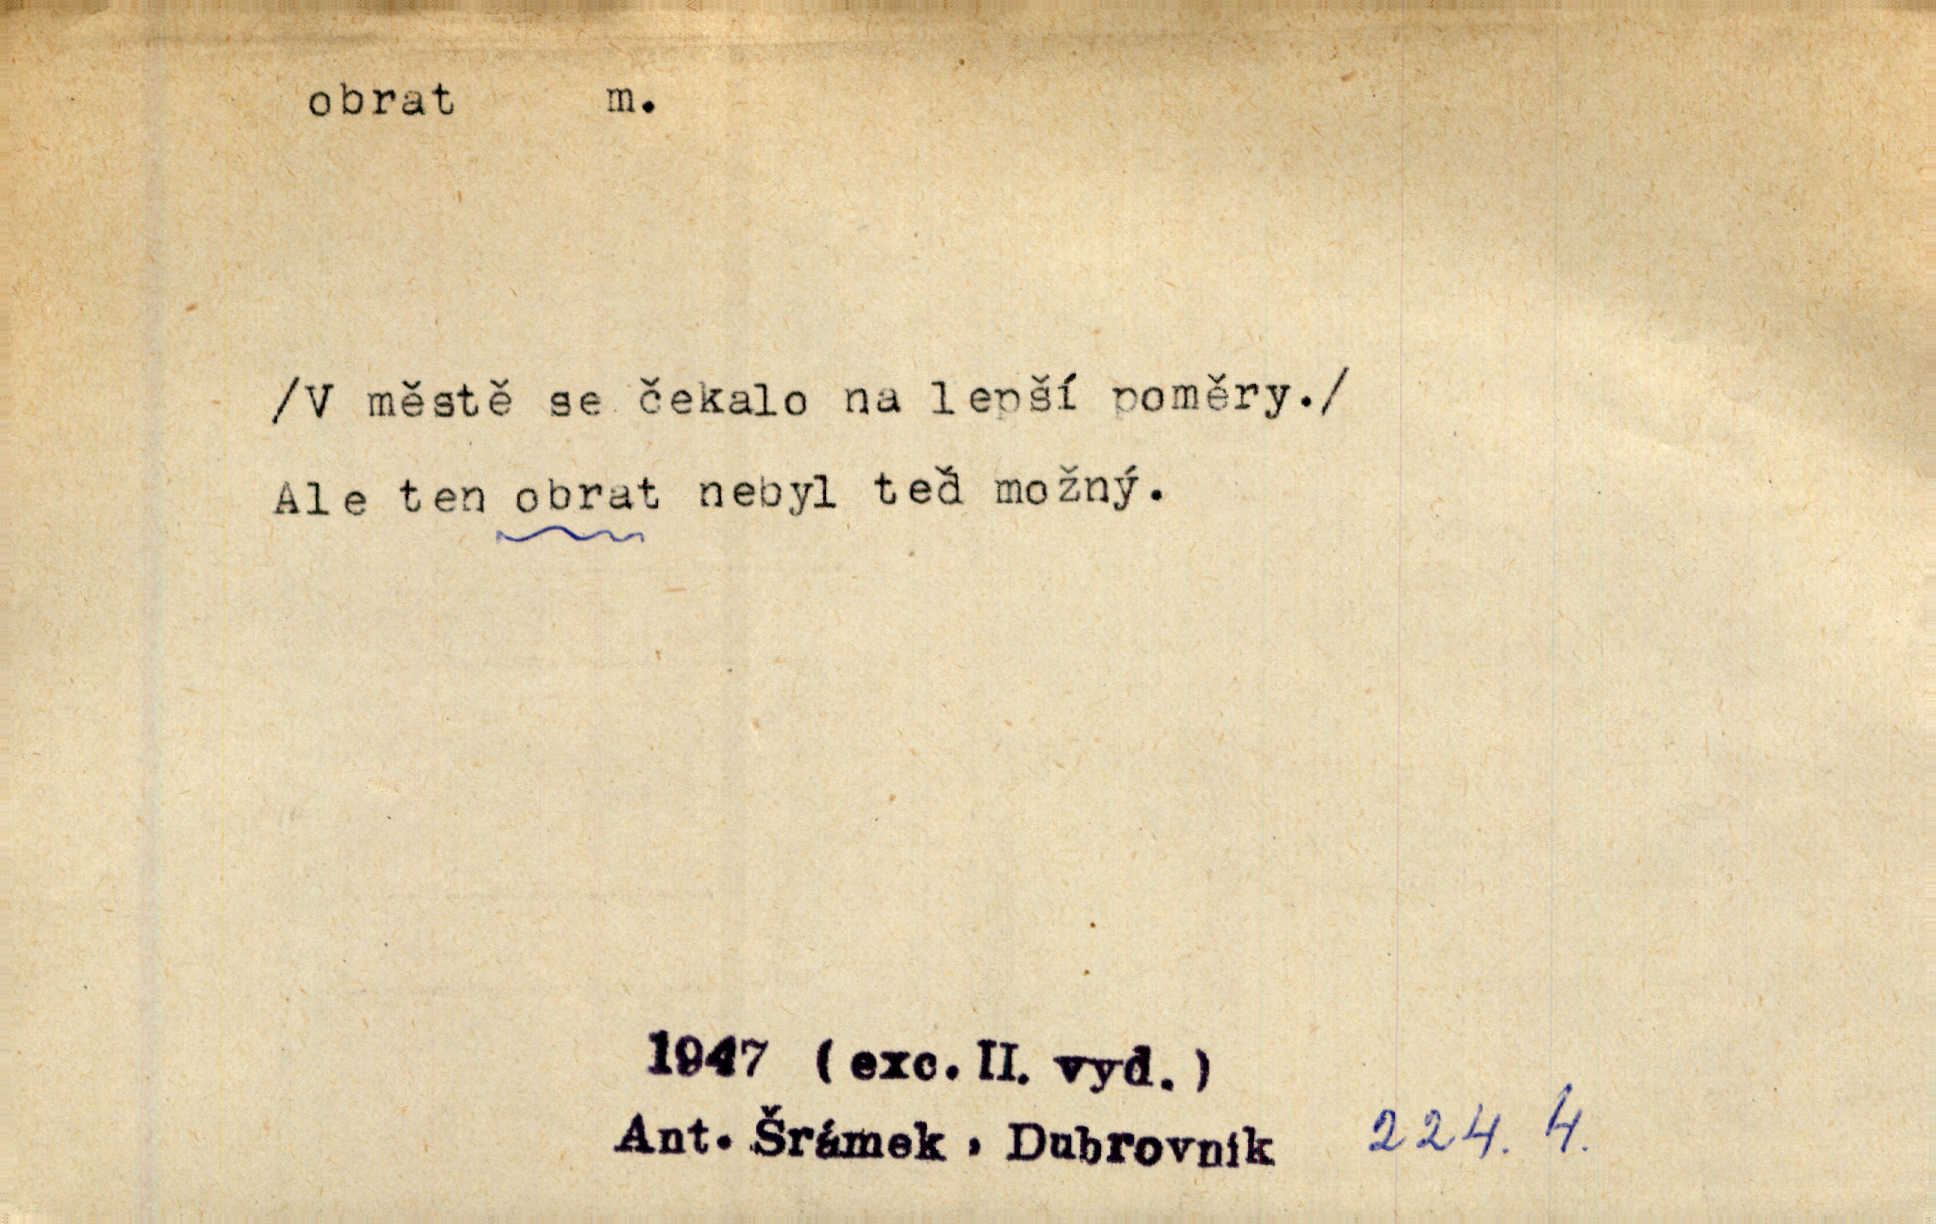 obrat m.
/V městě se čekalo na lepší poměry./
Ale ten obrat nebyl teď možný.
1947 (exc. II. vyd.)
Ant. Šrámek, Dubrovnik 224. 4.